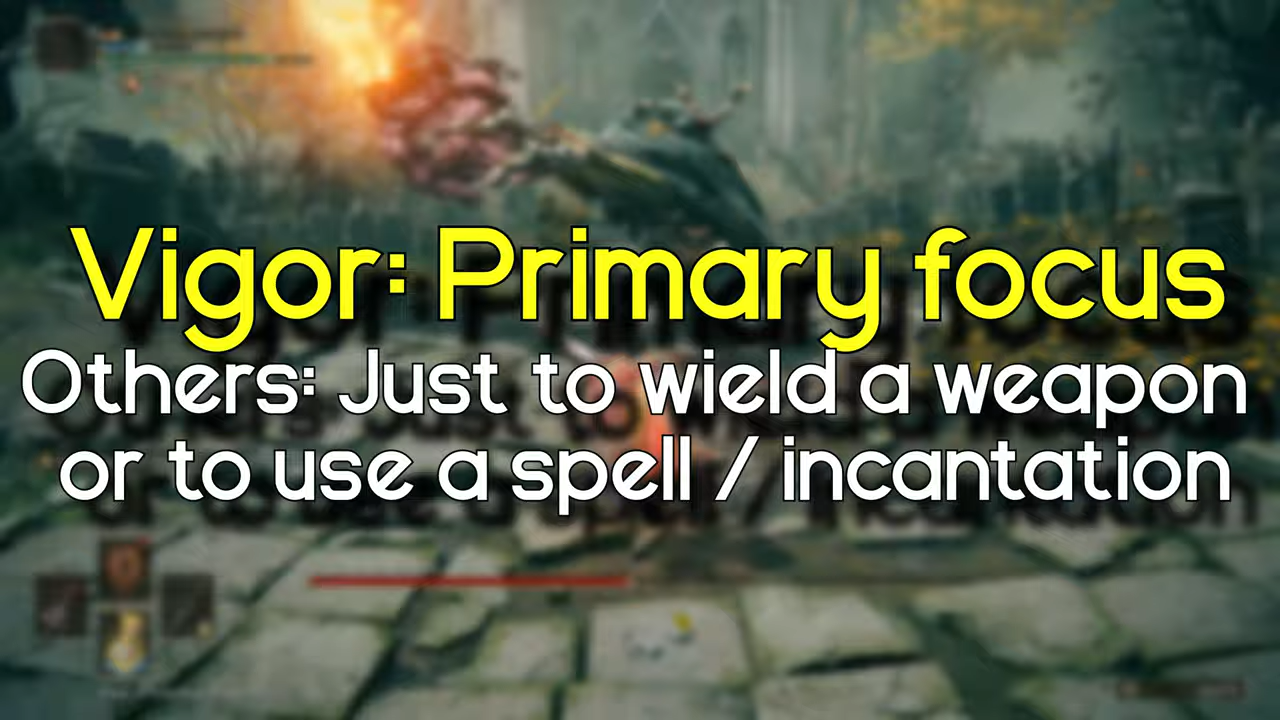 Vigor: Primary focus
Others: Just to wield a weapon
or to use a spell / incantation